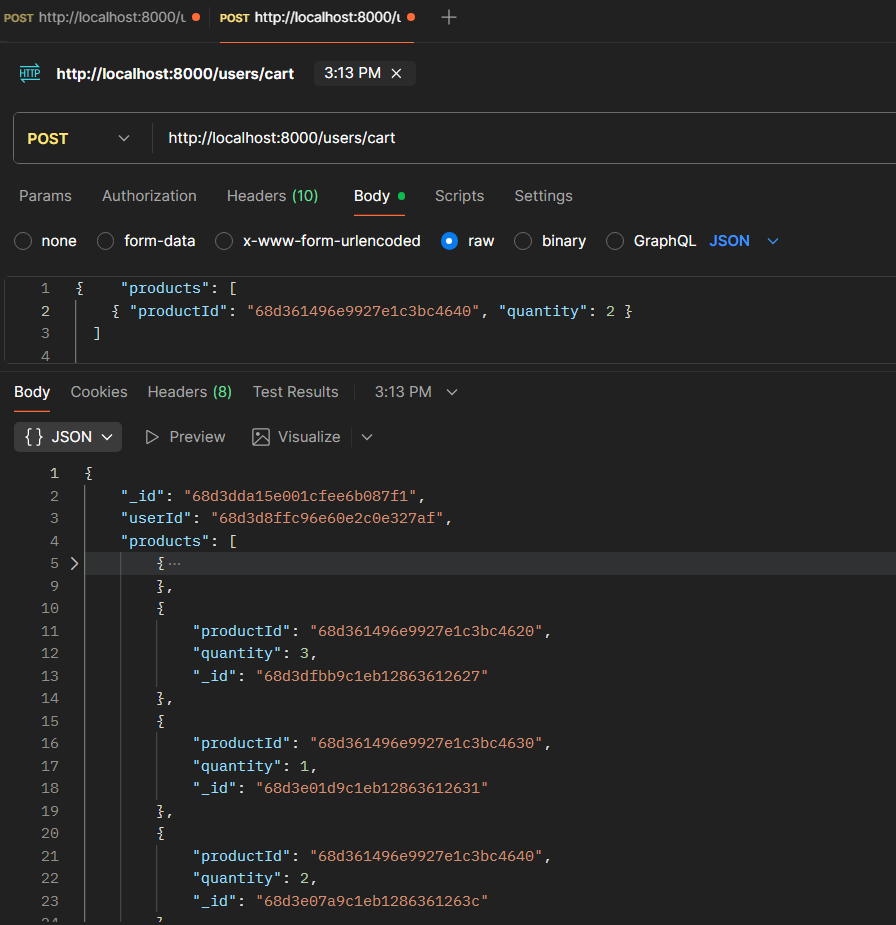 POST http://localhost:8000/u POST http://localhost:8000/u
HTTP http://localhost:8000/users/cart 3:13 PM
POST http://localhost:8000/users/cart
Params Authorization Headers (10) Body Scripts Settings
none form-data x-www-form-urlencoded raw binary GraphQL JSON
1 { "products": [
2 { "productId": "68d361496e9927e1c3bc4640", "quantity": 2 }
3 ]
4
Body Cookies Headers (8) Test Results 3:13 PM
{} JSON Preview Visualize
1 {
2 "_id": "68d3dda15e001cfee6b087f1",
3 "userId": "68d3d8ffc96e60e2c0e327af",
4 "products": [
5 { ...
9 },
10 {
11 "productId": "68d361496e9927e1c3bc4620",
12 "quantity": 3,
13 "_id": "68d3dfbb9c1eb12863612627"
14 },
15 {
16 "productId": "68d361496e9927e1c3bc4630",
17 "quantity": 1,
18 "_id": "68d3e01d9c1eb12863612631"
19 },
20 {
21 "productId": "68d361496e9927e1c3bc4640",
22 "quantity": 2,
23 "_id": "68d3e07a9c1eb1286361263c"
24 }